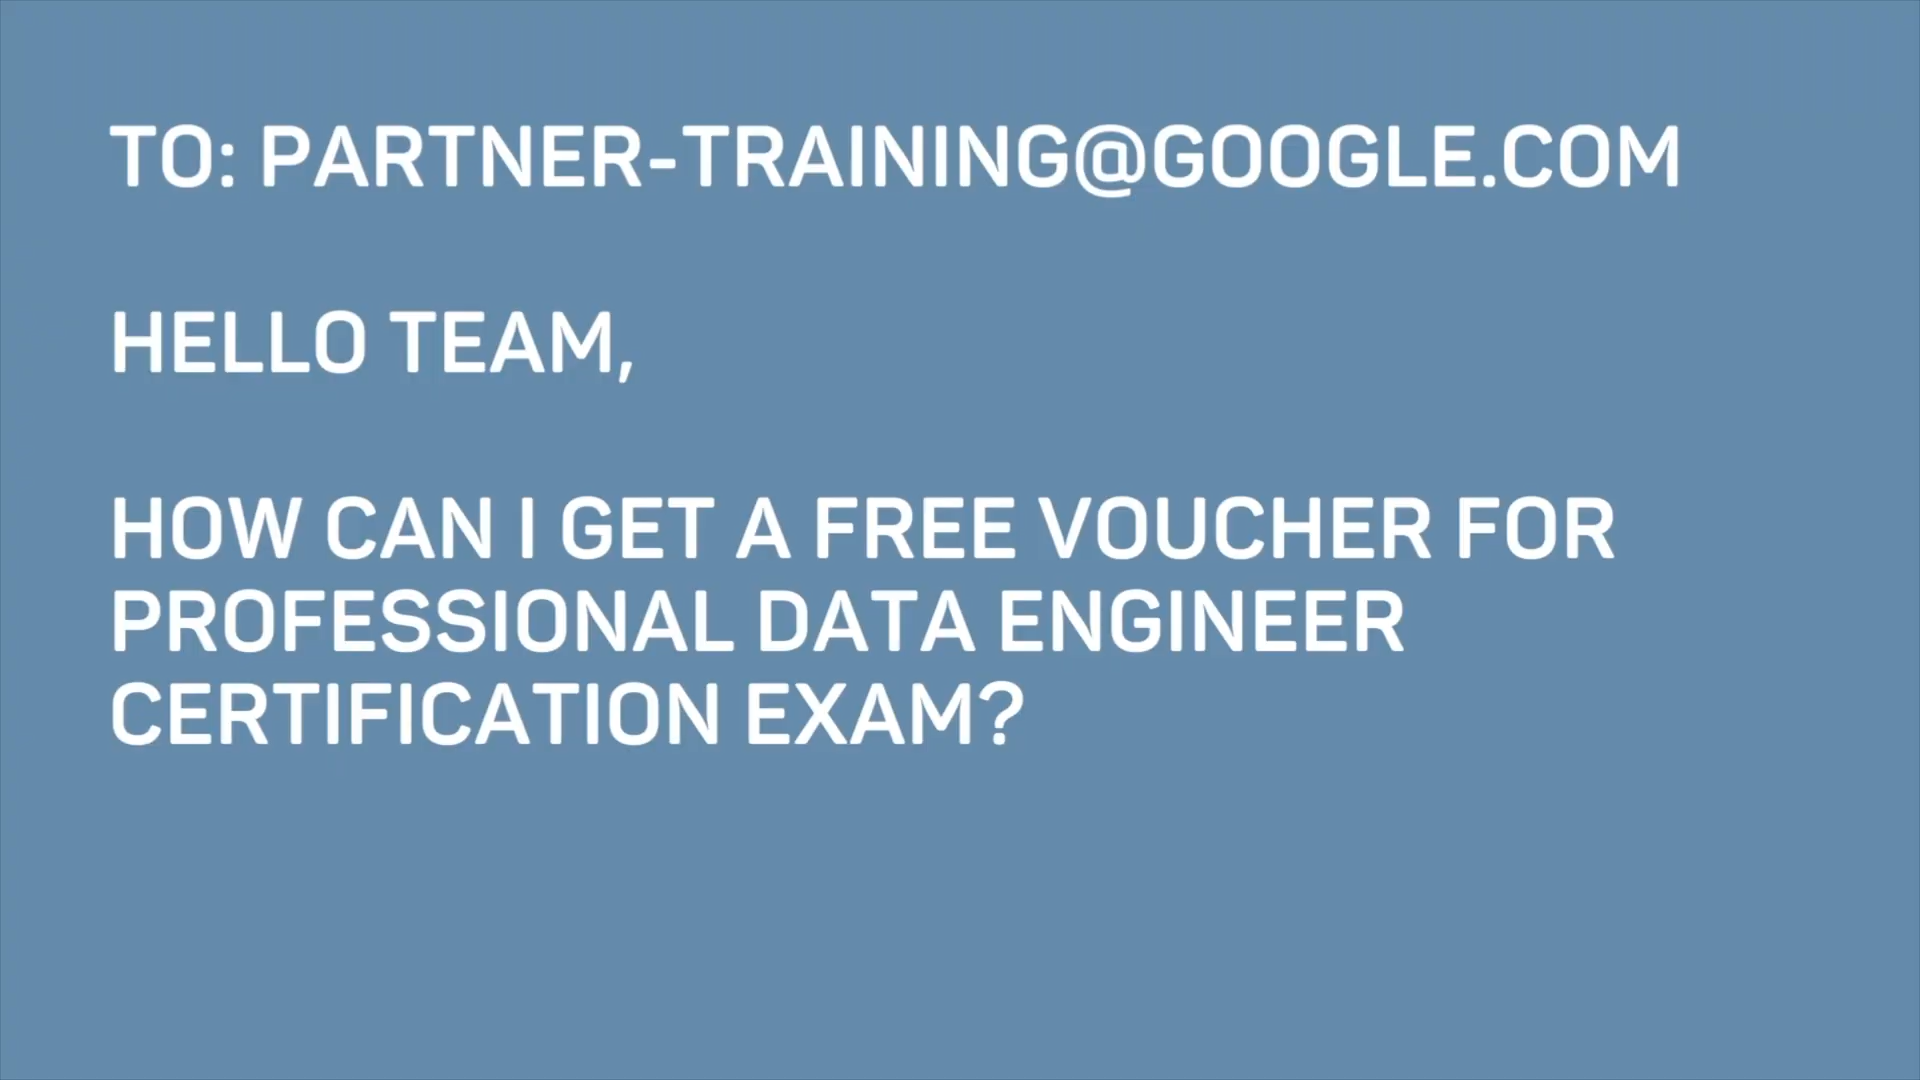 TO: PARTNER-TRAINING@GOOGLE.COM
HELLO TEAM,
HOW CAN I GET A FREE VOUCHER FOR
PROFESSIONAL DATA ENGINEER
CERTIFICATION EXAM?